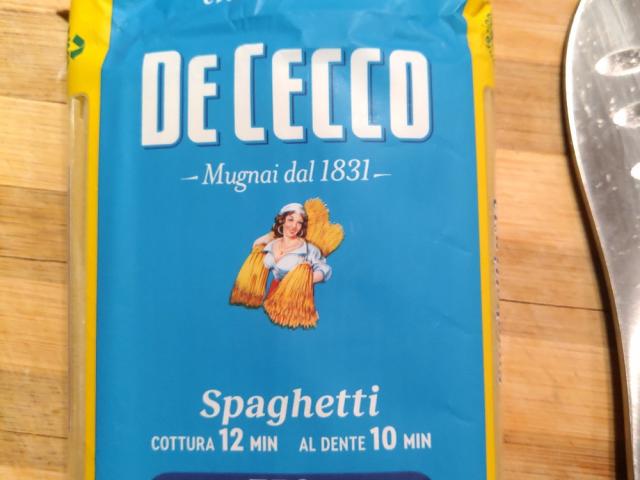 DE CECCO
Mugnai dal 1831
Spaghetti
COTTURA 12 MIN AL DENTE 10 MIN